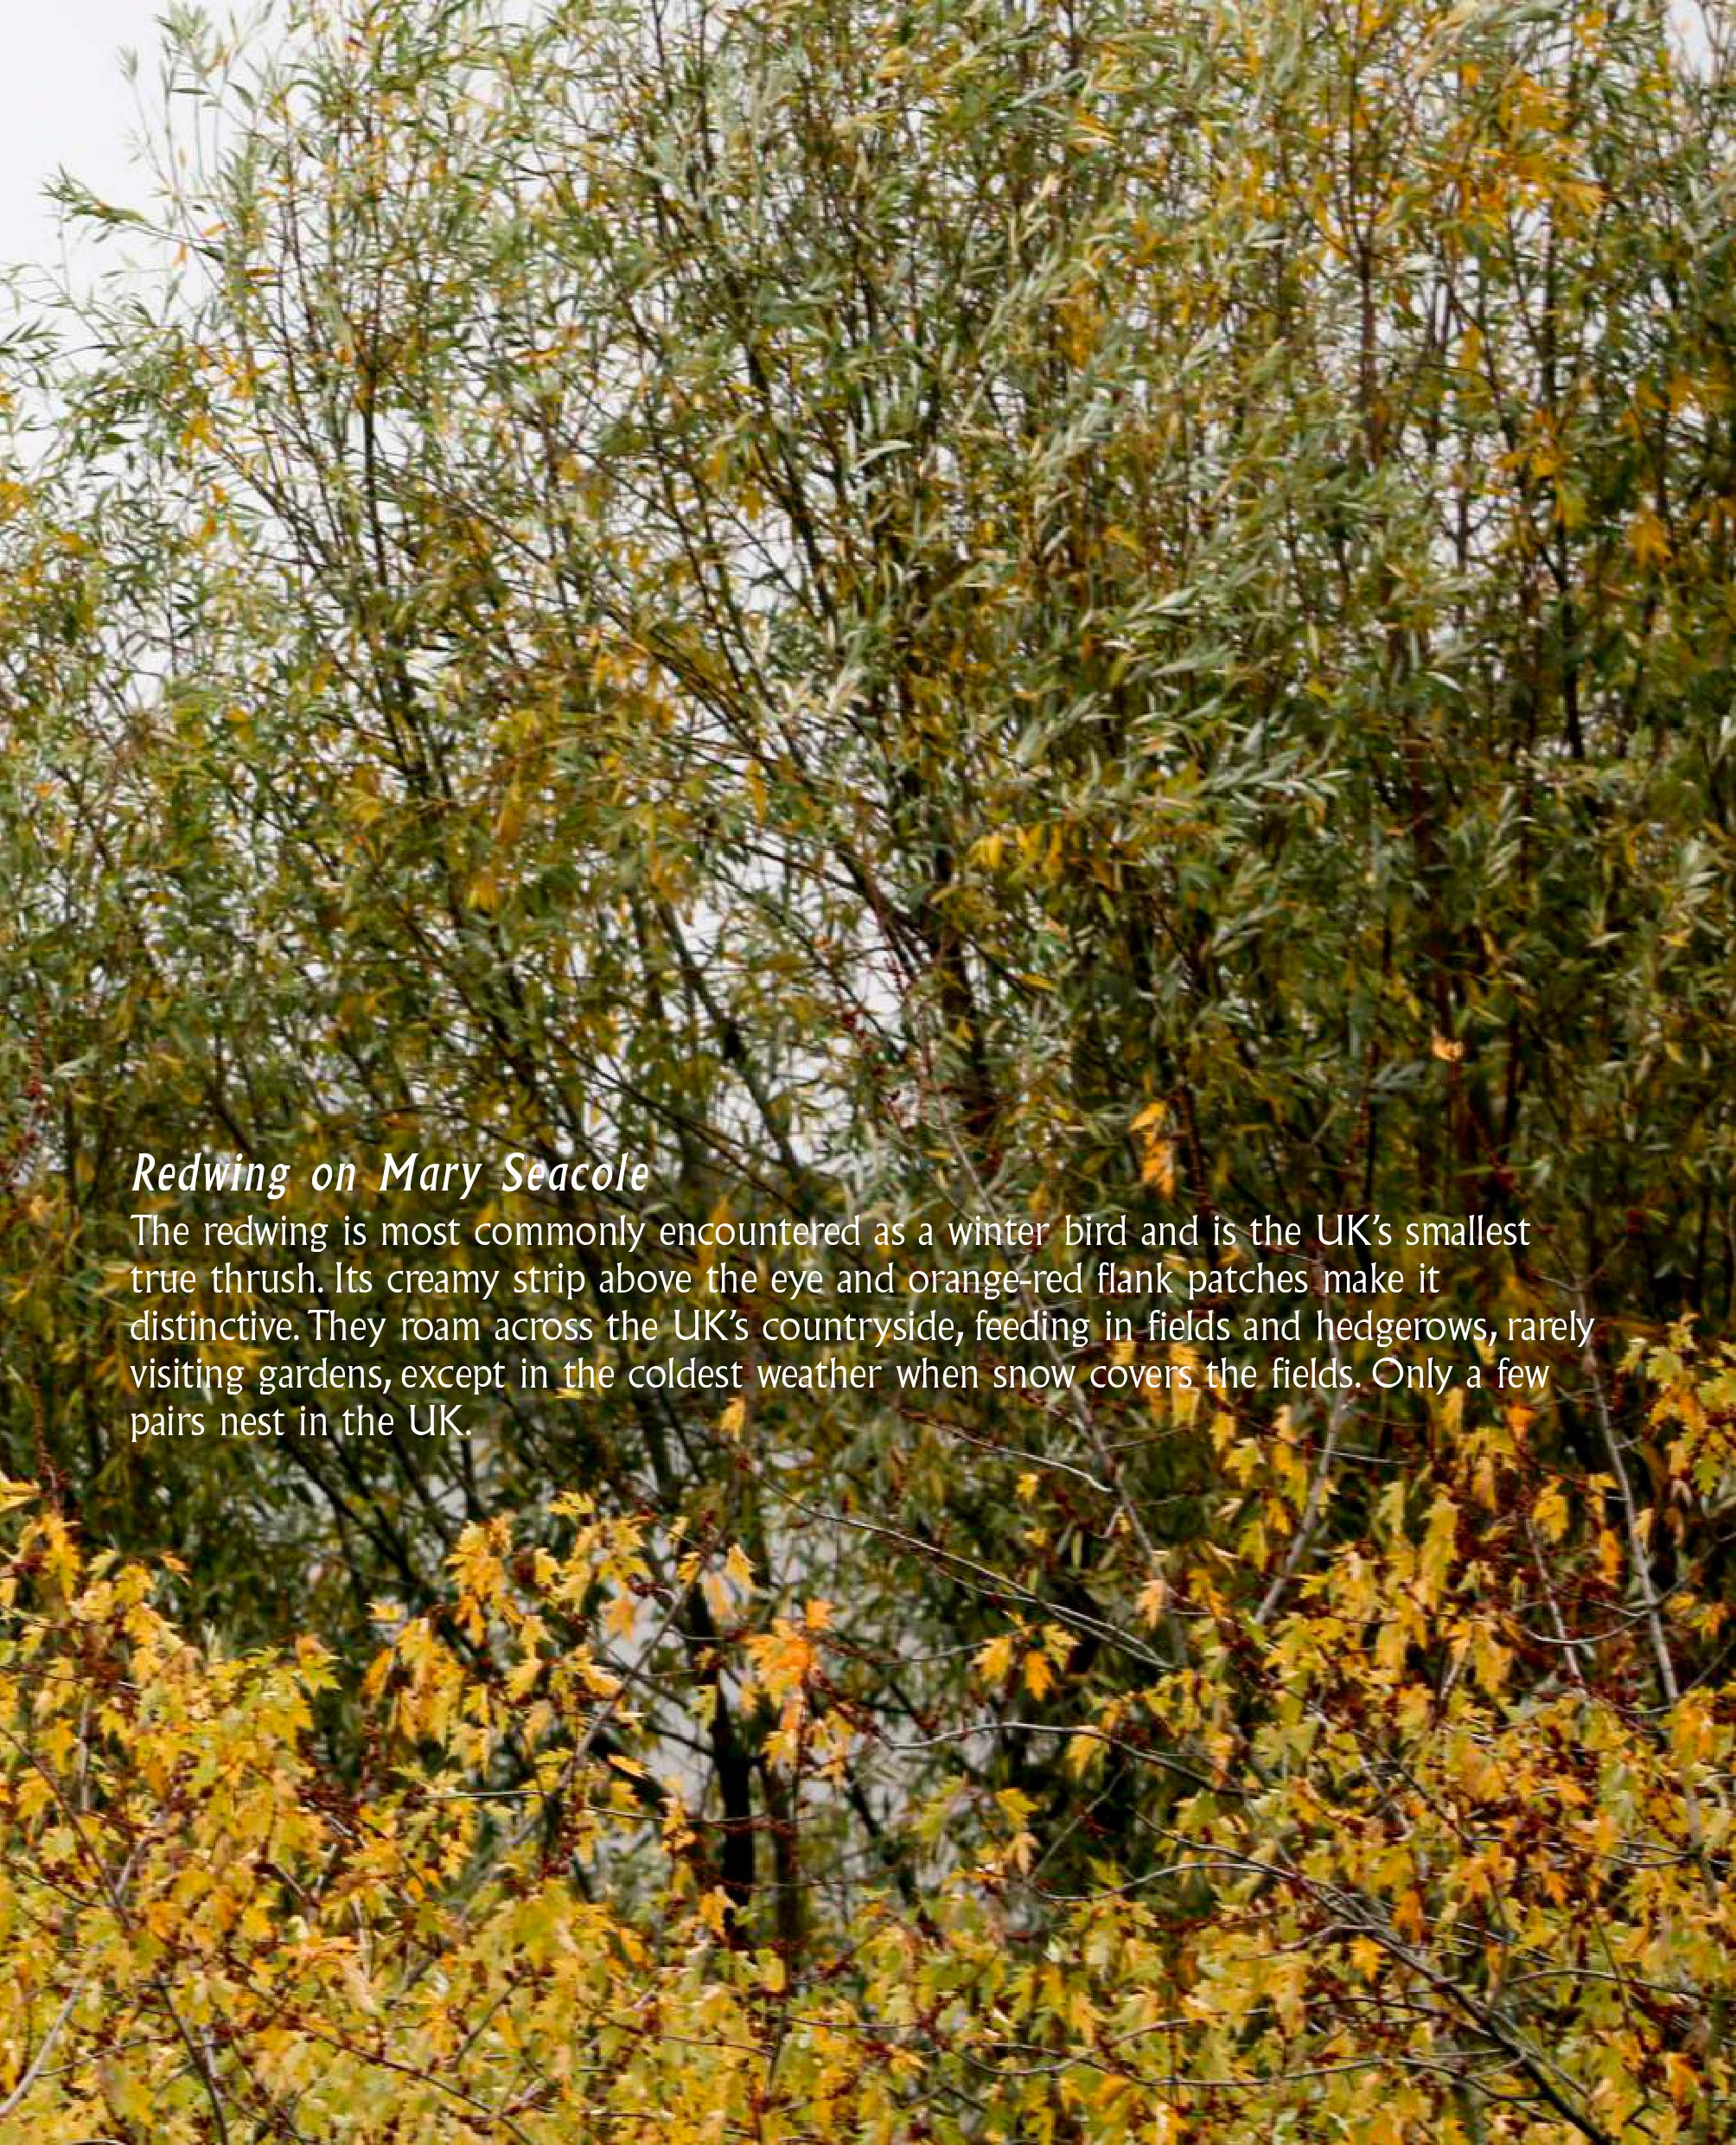 Redwing on Mary Seacole
The redwing is most commonly encountered as a winter bird and is the UK’s smallest
true thrush. Its creamy strip above the eye and orange-red flank patches make it
distinctive. They roam across the UK’s countryside, feeding in fields and hedgerows, rarely
visiting gardens, except in the coldest weather when snow covers the fields. Only a few
pairs nest in the UK.